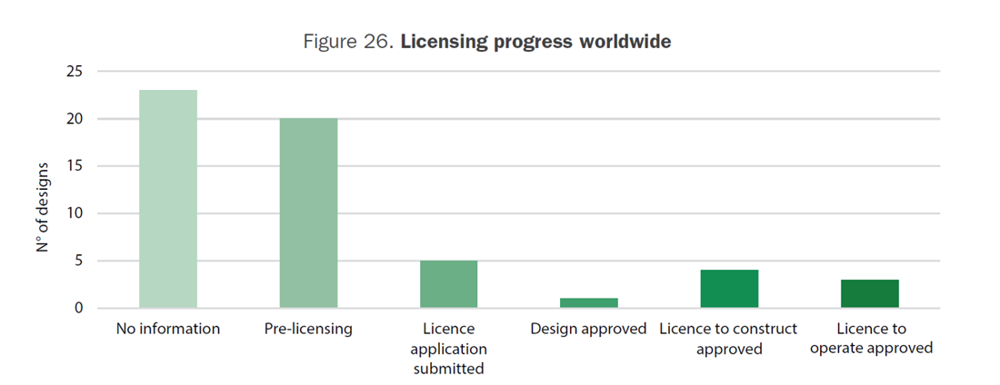 Figure 26. Licensing progress worldwide
25
20
15
10
5
0
N° of designs
No information
Pre-licensing
Licence
application
submitted
Design approved
Licence to construct
approved
Licence to
operate approved